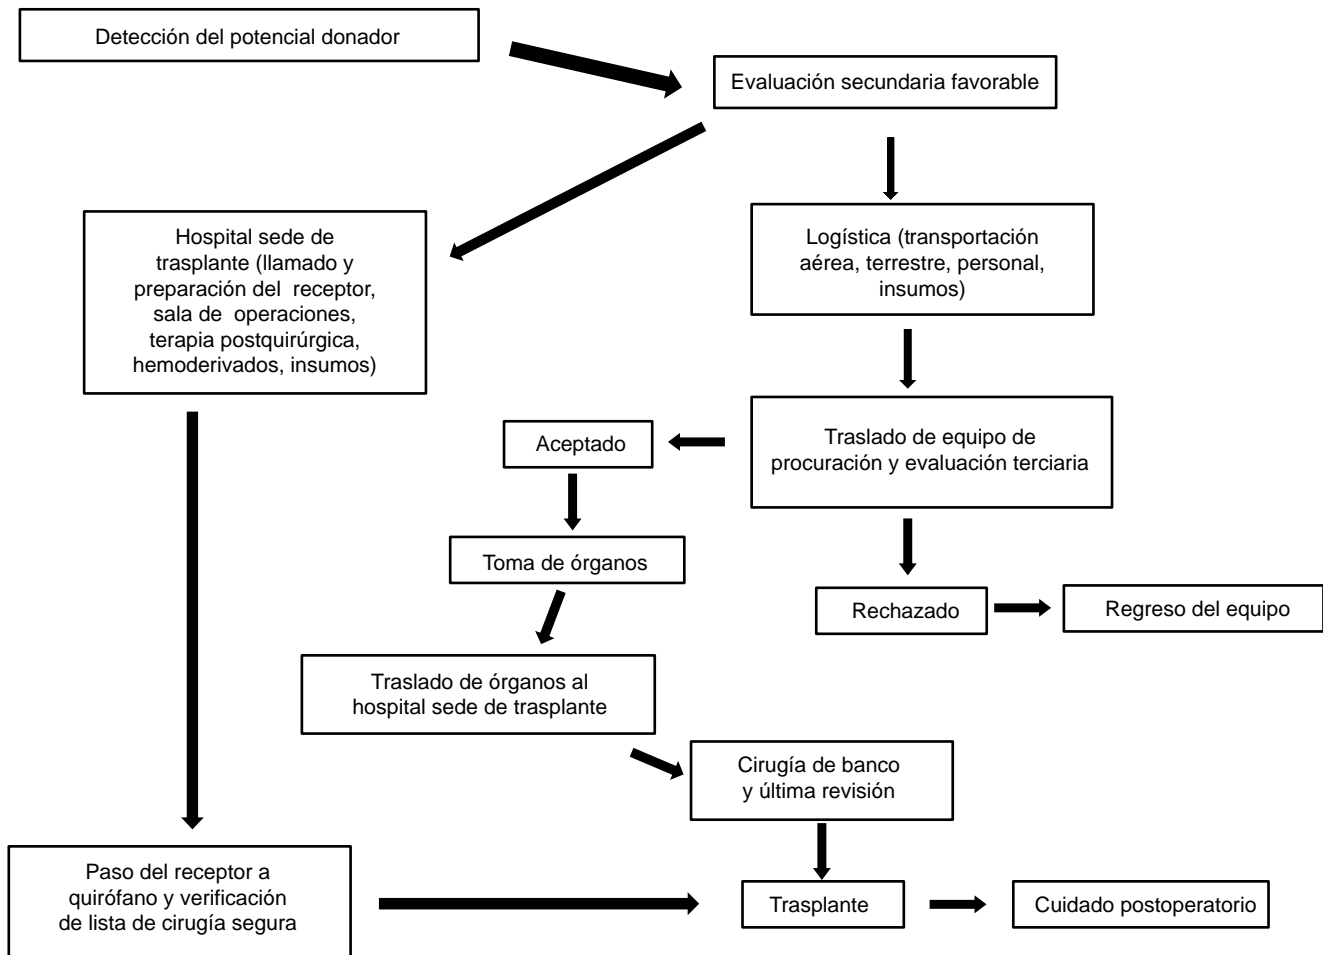 Detección del potencial donador
Evaluación secundaria favorable
Hospital sede de
trasplante (llamado y
preparación del receptor,
sala de operaciones,
terapia postquirúrgica,
hemoderivados, insumos)
Logística (transportación
aérea, terrestre, personal,
insumos)
Aceptado
Traslado de equipo de
procuración y evaluación terciaria
Toma de órganos
Rechazado
Regreso del equipo
Traslado de órganos al
hospital sede de trasplante
Cirugía de banco
y última revisión
Paso del receptor a
quirófano y verificación
de lista de cirugía segura
Trasplante
Cuidado postoperatorio